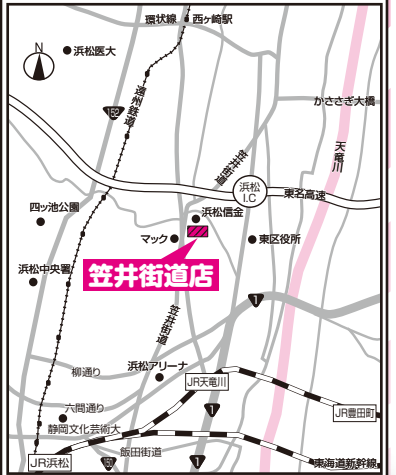 環状線
西ヶ崎駅
N
浜松医大
遠州鉄道
152
かささぎ大橋
笠井街道
天竜川
浜松
I.C
東名高速
四ッ池公園
浜松信金
マック
東区役所
浜松中央署
笠井街道店
1
笠井街道
柳通り
浜松アリーナ
JR天竜川
六間通り
1
JR豊田町
静岡文化芸術大
飯田街道
JR浜松
1
東海道新幹線